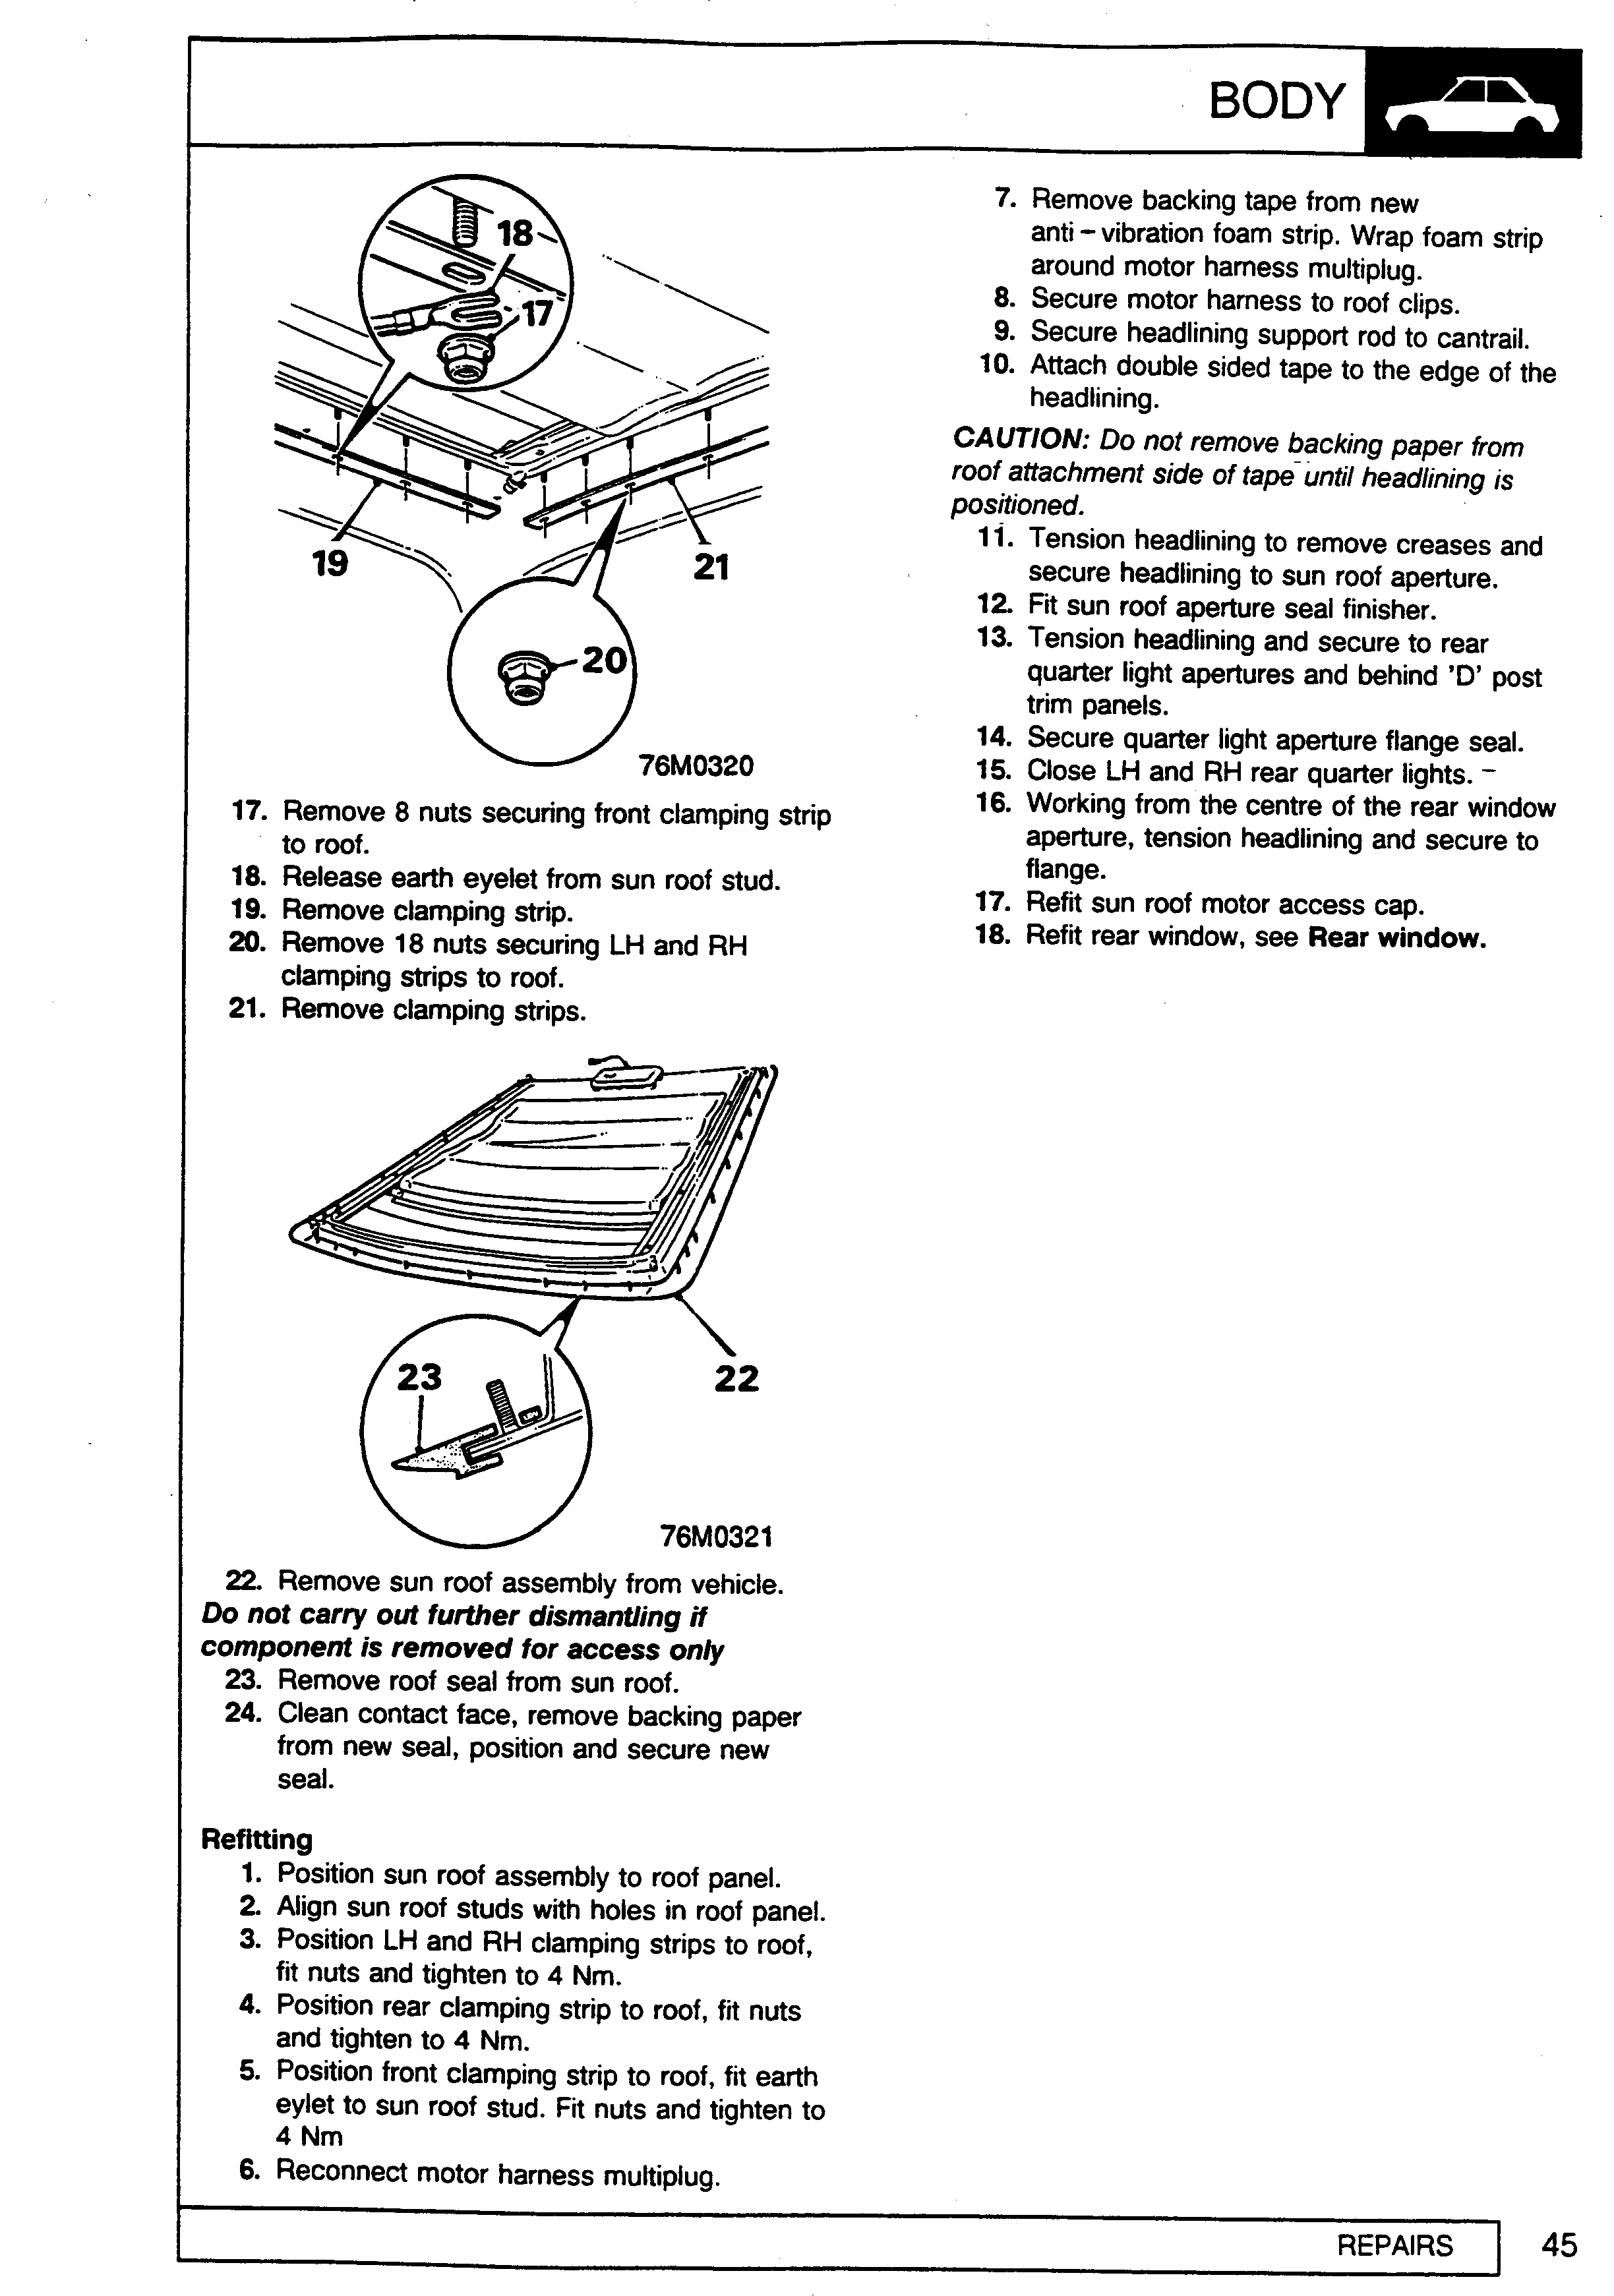 BODY
18
17
19
21
20
76M0320
17. Remove 8 nuts securing front clamping strip
to roof.
18. Release earth eyelet from sun roof stud.
19. Remove clamping strip.
20. Remove 18 nuts securing LH and RH
clamping strips to roof.
21. Remove clamping strips.
23
22
76M0321
22. Remove sun roof assembly from vehicle.
Do not carry out further dismantling if
component is removed for access only
23. Remove roof seal from sun roof.
24. Clean contact face, remove backing paper
from new seal, position and secure new
seal.
Refitting
1. Position sun roof assembly to roof panel.
2. Align sun roof studs with holes in roof panel.
3. Position LH and RH clamping strips to roof,
fit nuts and tighten to 4 Nm.
4. Position rear clamping strip to roof, fit nuts
and tighten to 4 Nm.
5. Position front clamping strip to roof, fit earth
eylet to sun roof stud. Fit nuts and tighten to
4 Nm
6. Reconnect motor harness multiplug.
7. Remove backing tape from new
anti - vibration foam strip. Wrap foam strip
around motor harness multiplug.
8. Secure motor harness to roof clips.
9. Secure headlining support rod to cantrail.
10. Attach double sided tape to the edge of the
headlining.
CAUTION: Do not remove backing paper from
roof attachment side of tape until headlining is
positioned.
11. Tension headlining to remove creases and
secure headlining to sun roof aperture.
12. Fit sun roof aperture seal finisher.
13. Tension headlining and secure to rear
quarter light apertures and behind 'D' post
trim panels.
14. Secure quarter light aperture flange seal.
15. Close LH and RH rear quarter lights.
16. Working from the centre of the rear window
aperture, tension headlining and secure to
flange.
17. Refit sun roof motor access cap.
18. Refit rear window, see Rear window.
REPAIRS
45